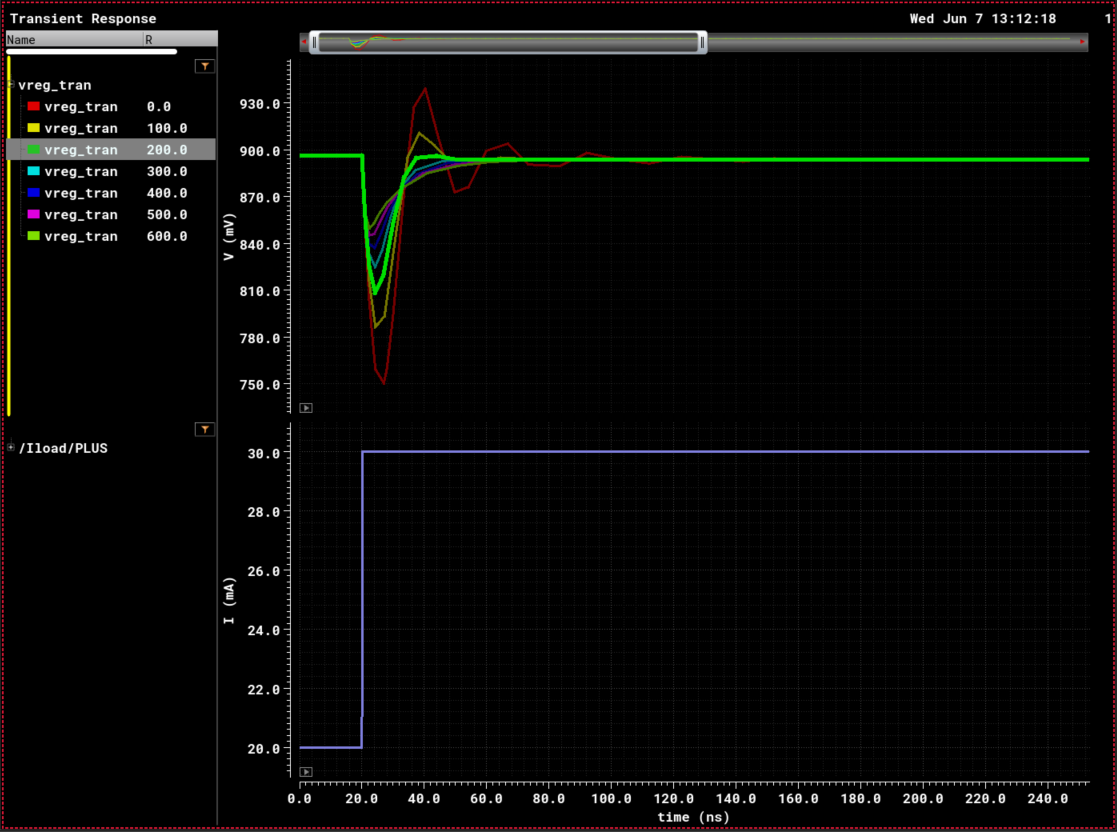 Transient Response
Wed Jun 7 13:12:18 1
Name R
vreg_tran
vreg_tran 0.0
vreg_tran 100.0
vreg_tran 200.0
vreg_tran 300.0
vreg_tran 400.0
vreg_tran 500.0
vreg_tran 600.0
V (mV)
930.0
900.0
870.0
840.0
810.0
780.0
750.0
/Iload/PLUS
I (mA)
30.0
28.0
26.0
24.0
22.0
20.0
0.0 20.0 40.0 60.0 80.0 100.0 120.0 140.0 160.0 180.0 200.0 220.0 240.0
time (ns)